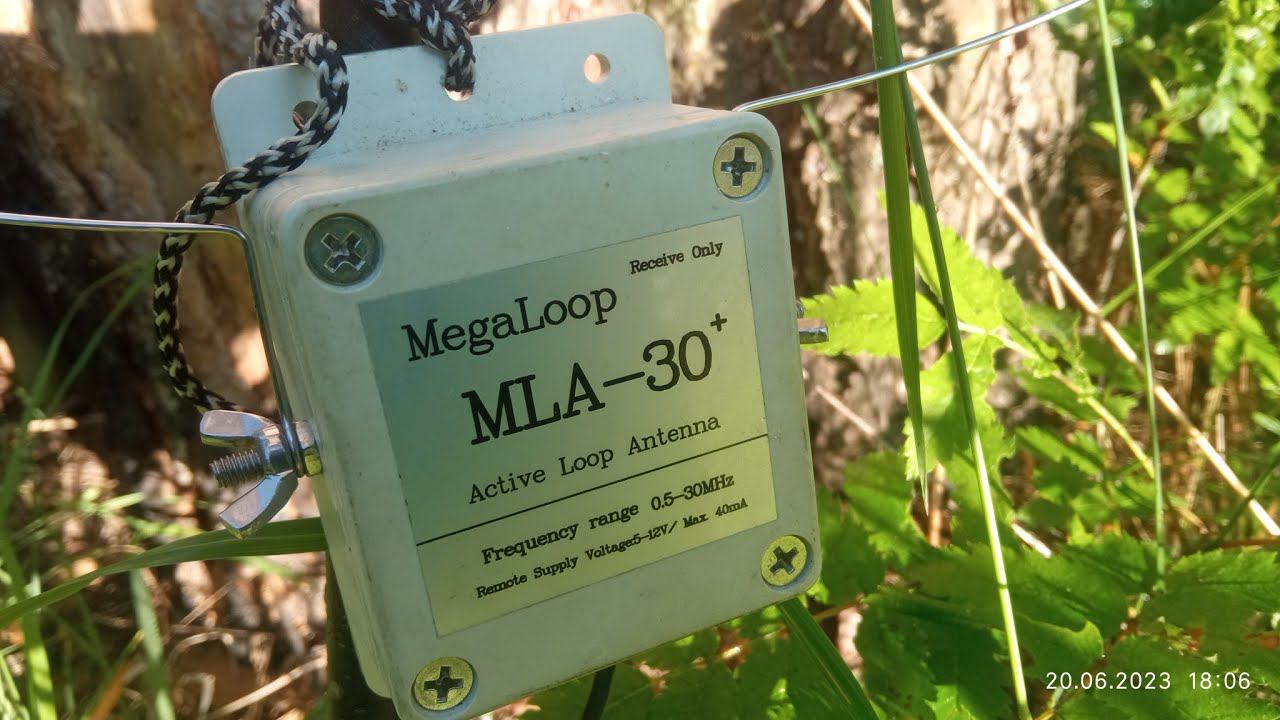 Receive Only
MegaLoop
MLA-30+
Active Loop Antenna
Frequency range 0.5-30MHz
Remote Supply Voltage5-12V/ Max. 40mA
20.06.2023 18:06